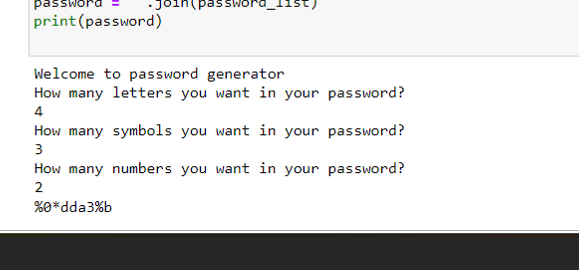 password = .join(password_list)
print(password)
Welcome to password generator
How many letters you want in your password?
4
How many symbols you want in your password?
3
How many numbers you want in your password?
2
%0*dda3%b